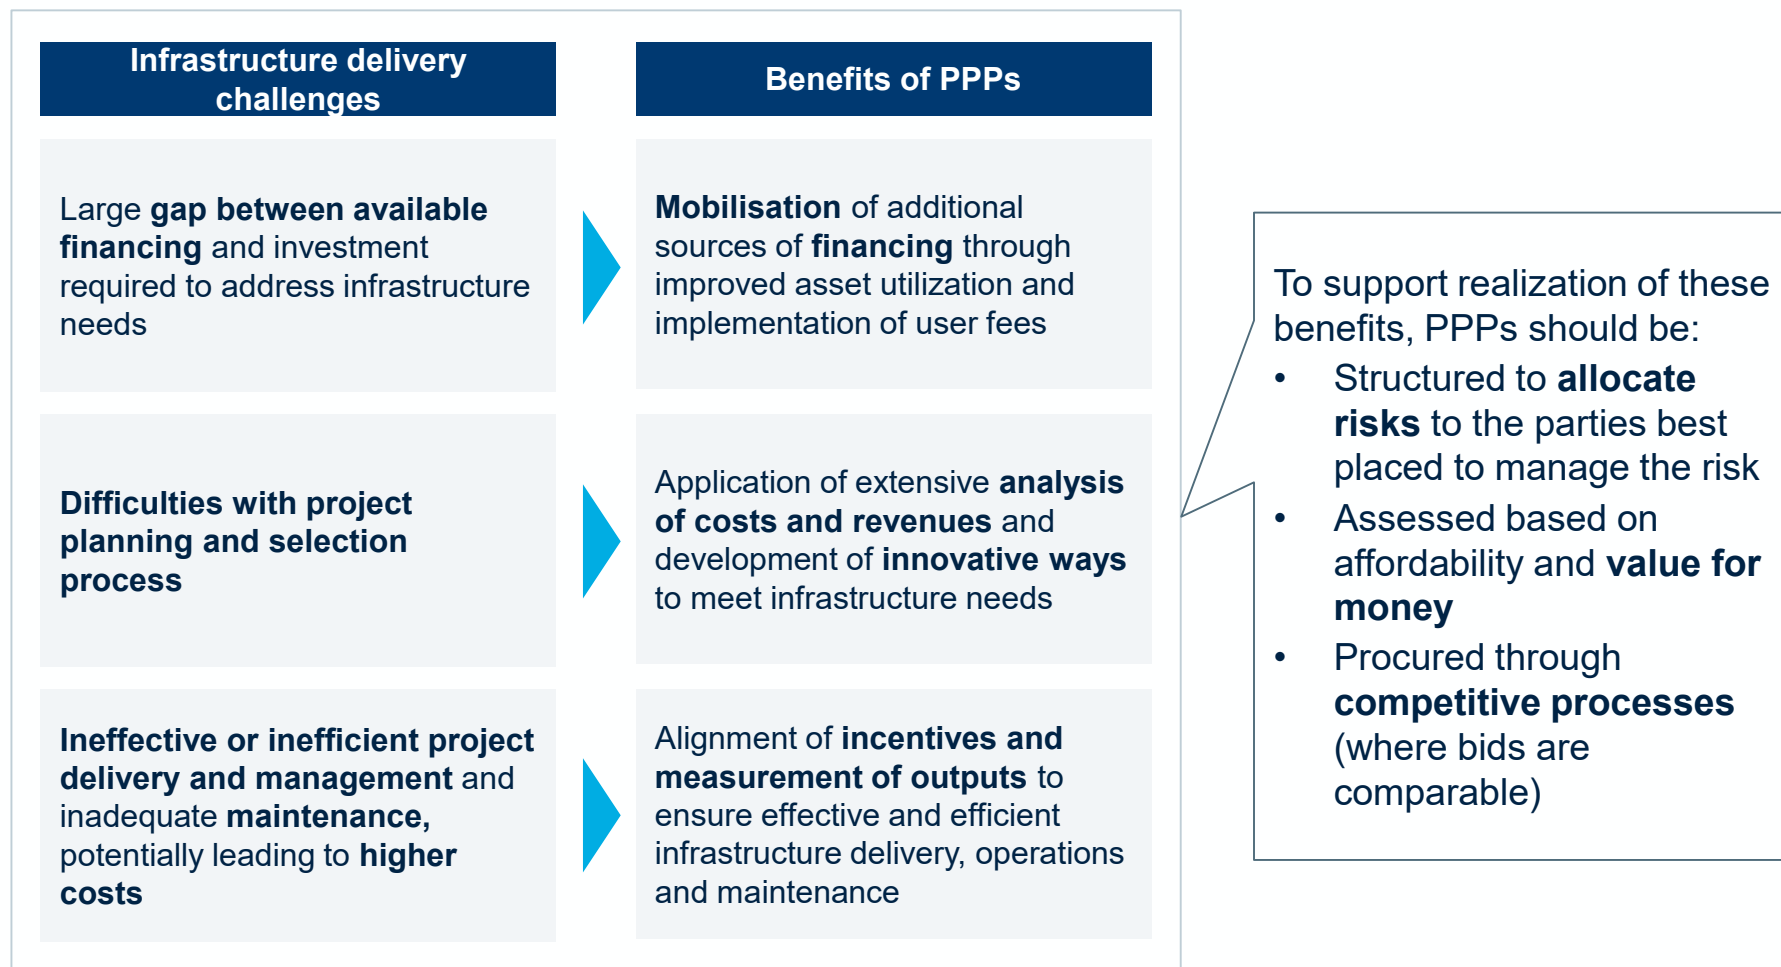 Infrastructure delivery
challenges
Benefits of PPPs
Large gap between available
financing and investment
required to address infrastructure
needs
Mobilisation of additional
sources of financing through
improved asset utilization and
implementation of user fees
Difficulties with project
planning and selection
process
Application of extensive analysis
of costs and revenues and
development of innovative ways
to meet infrastructure needs
Ineffective or inefficient project
delivery and management and
inadequate maintenance,
potentially leading to higher
costs
Alignment of incentives and
measurement of outputs to
ensure effective and efficient
infrastructure delivery, operations
and maintenance
To support realization of these
benefits, PPPs should be:
• Structured to allocate
risks to the parties best
placed to manage the risk
• Assessed based on
affordability and value for
money
• Procured through
competitive processes
(where bids are
comparable)